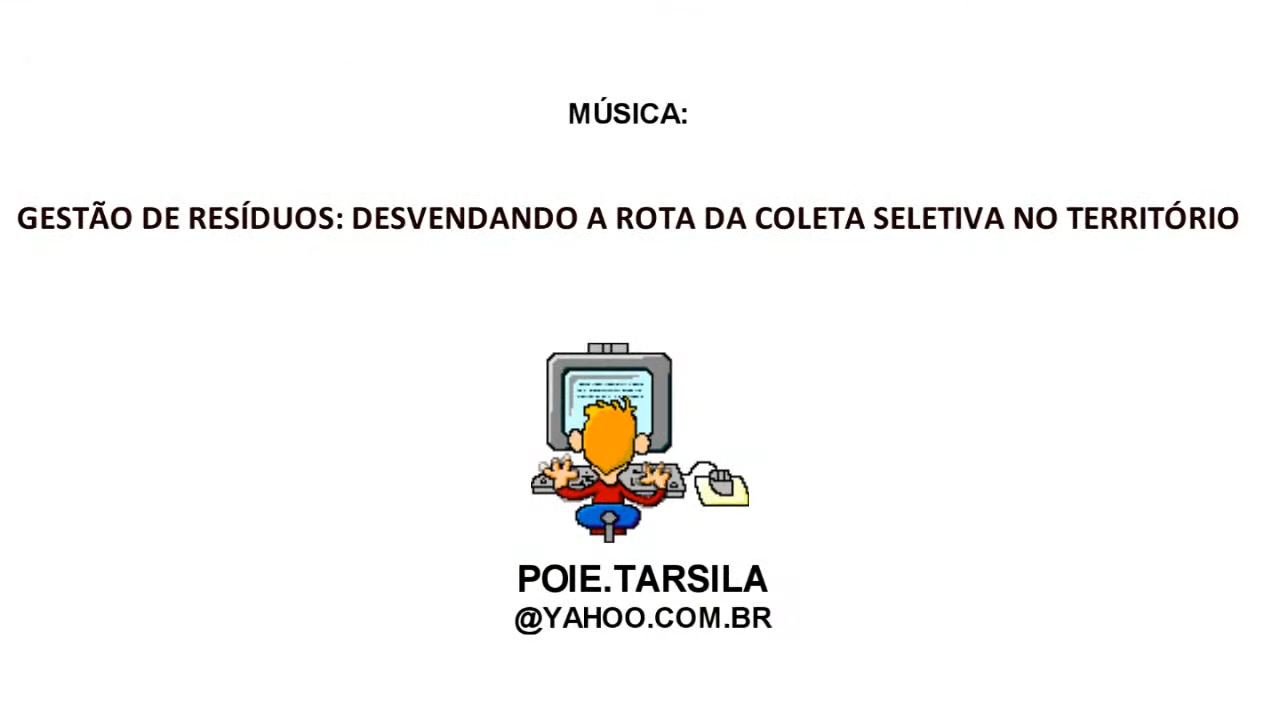 MÚSICA:
GESTÃO DE RESÍDUOS: DESVENDANDO A ROTA DA COLETA SELETIVA NO TERRITÓRIO
POIE.TARSILA
@YAHOO.COM.BR